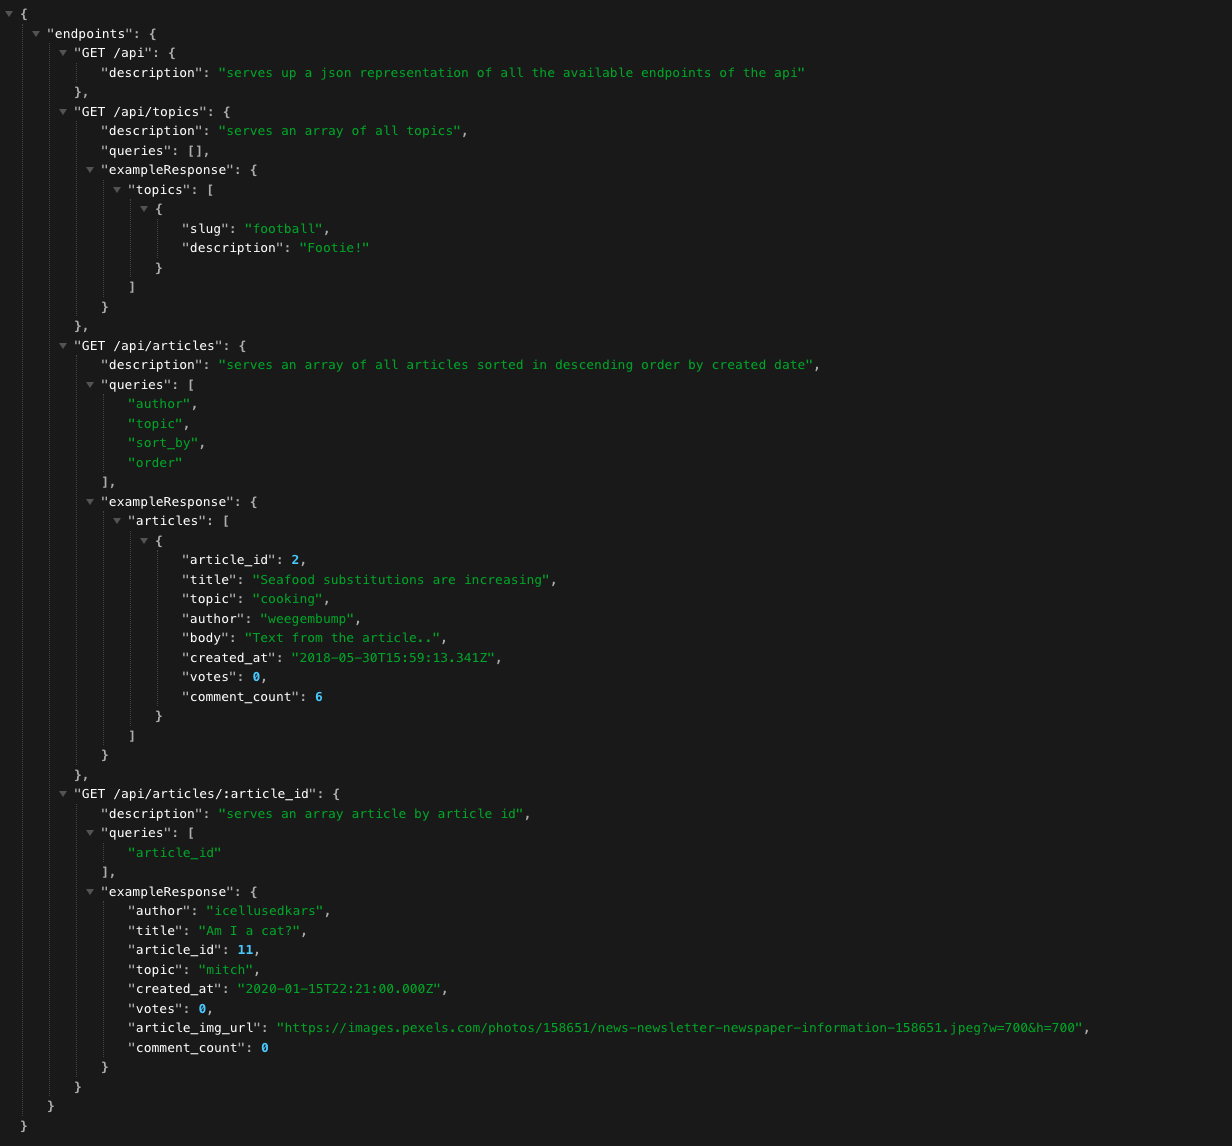 {
"endpoints": {
"GET /api": {
"description": "serves up a json representation of all the available endpoints of the api"
},
"GET /api/topics": {
"description": "serves an array of all topics",
"queries": [],
"exampleResponse": {
"topics": [
{
"slug": "football",
"description": "Footie!"
}
]
}
},
"GET /api/articles": {
"description": "serves an array of all articles sorted in descending order by created date",
"queries": [
"author",
"topic",
"sort_by",
"order"
],
"exampleResponse": {
"articles": [
{
"article_id": 2,
"title": "Seafood substitutions are increasing",
"topic": "cooking",
"author": "weegembump",
"body": "Text from the article..",
"created_at": "2018-05-30T15:59:13.341Z",
"votes": 0,
"comment_count": 6
}
]
}
},
"GET /api/articles/:article_id": {
"description": "serves an array article by article id",
"queries": [
"article_id"
],
"exampleResponse": {
"author": "icellusedkars",
"title": "Am I a cat?",
"article_id": 11,
"topic": "mitch",
"created_at": "2020-01-15T22:21:00.000Z",
"votes": 0,
"article_img_url": "https://images.pexels.com/photos/158651/news-newsletter-newspaper-information-158651.jpeg?w=700&h=700",
"comment_count": 0
}
}
}
}